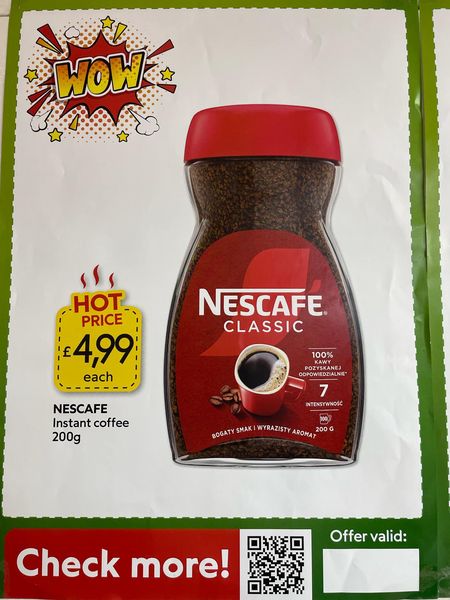 WOW
NESCAFÉ
CLASSIC
100%
KAWY
POZYSKANEJ
ODPOWIEDZIALNIE*
7
INTENSYWNOŚĆ
100
200 G
BOGATY SMAK I WYRAZISTY AROMAT
HOT
PRICE
£4,99
each
NESCAFE
Instant coffee
200g
Check more!
Offer valid: